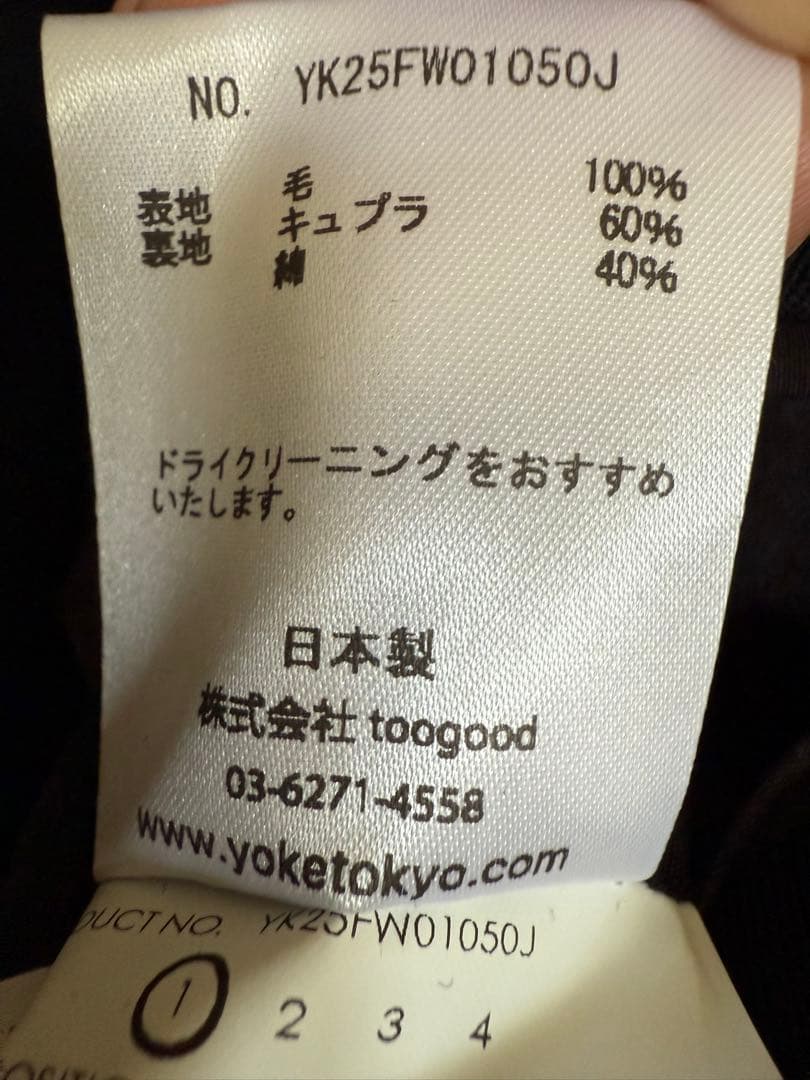 NO. YK25FW01050J
表地 毛 100%
裏地 キュプラ 60%
綿 40%
ドライクリーニングをおすすめ
いたします。
日本製
株式会社 toogood
03-6271-4558
www.yoketokyo.com
DUCT NO. YK25FW01050J
1 2 3 4